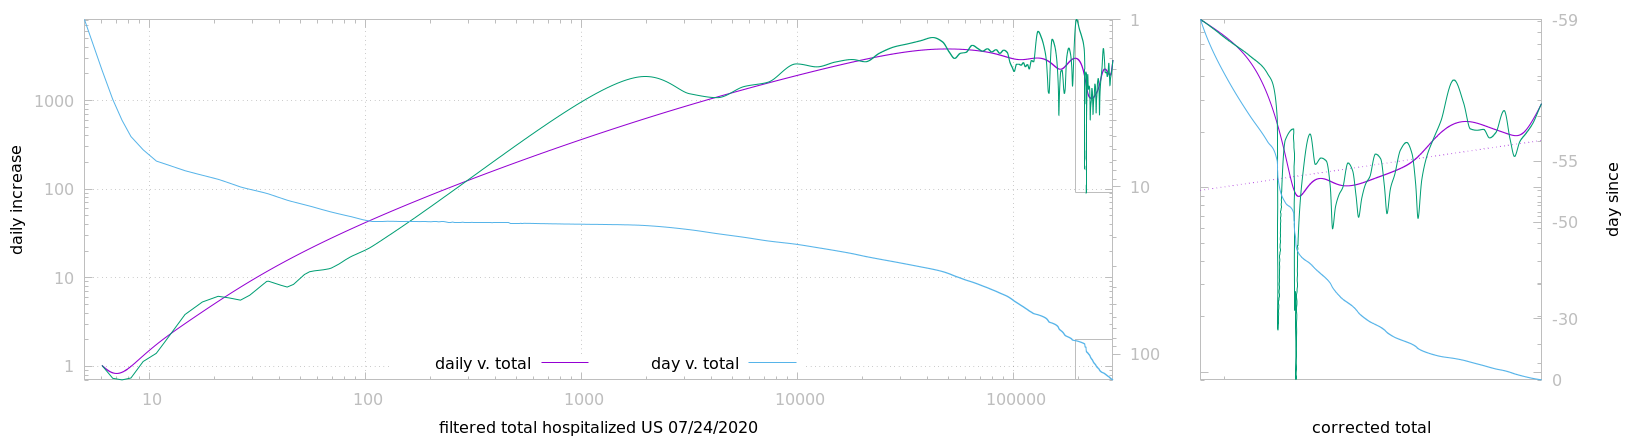 daily increase
1000
100
10
1
10
100
1000
10000
100000
1
10
100
daily v. total
day v. total
filtered total hospitalized US 07/24/2020
-59
-55
-50
-30
0
day since
corrected total